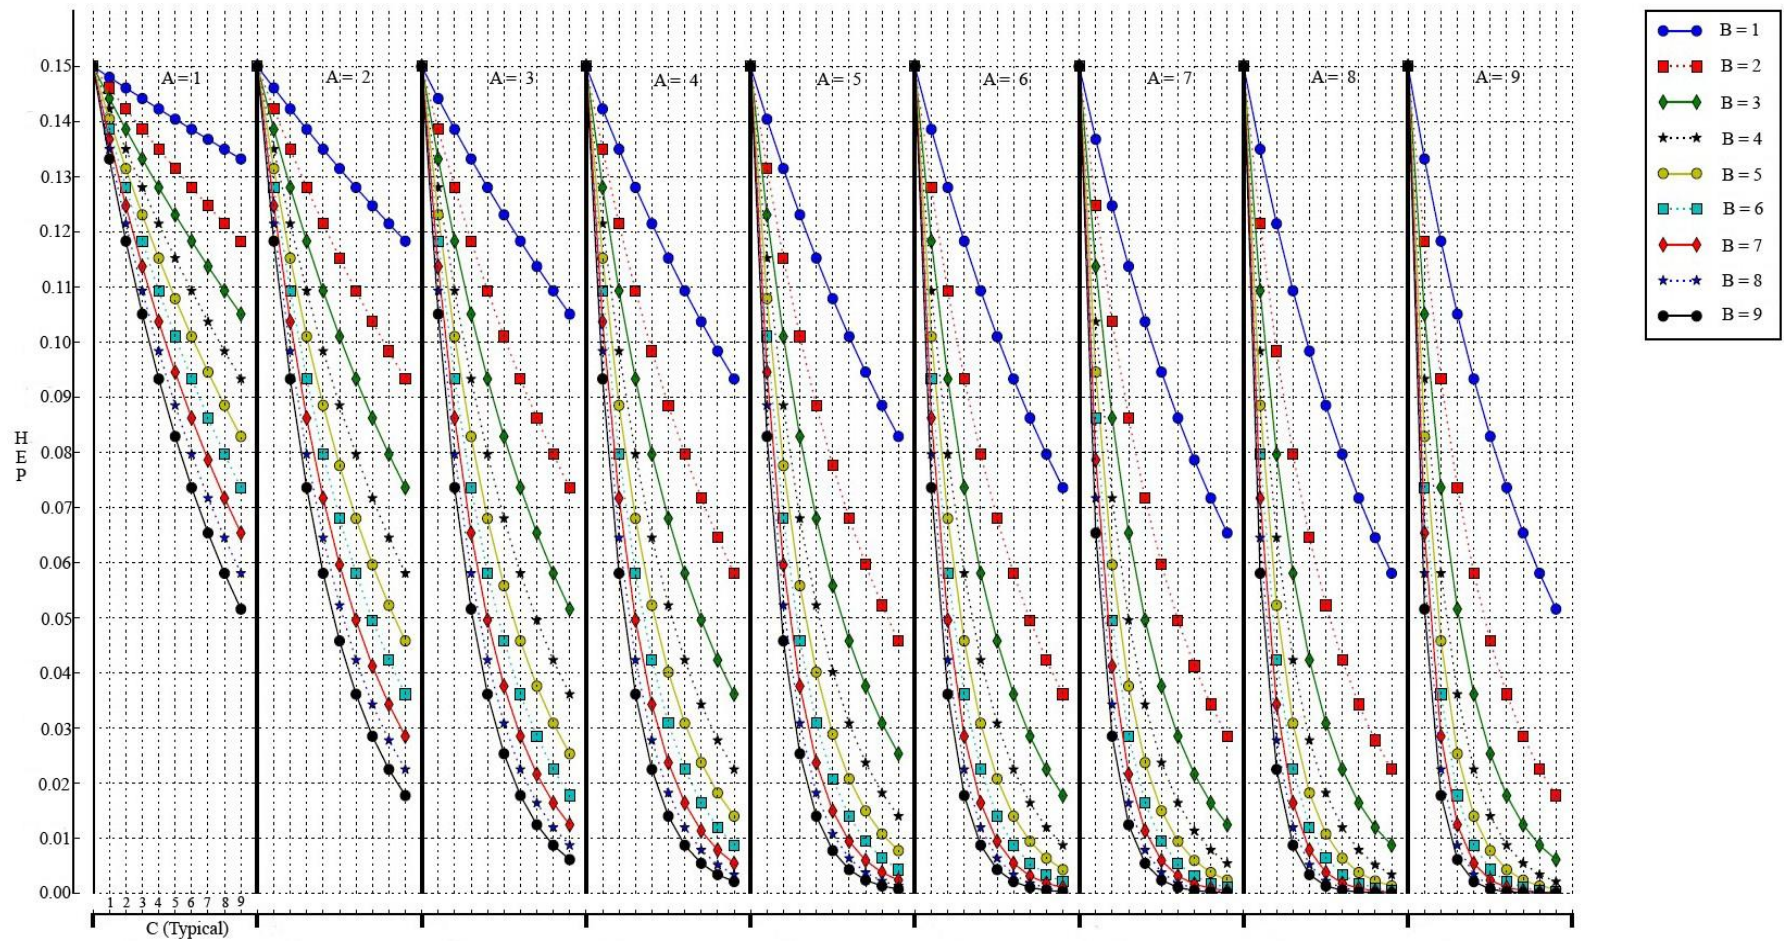 A = 1 A = 2 A = 3 A = 4 A = 5 A = 6 A = 7 A = 8 A = 9
0.15
0.14
0.13
0.12
0.11
0.10
0.09
0.08
0.07
0.06
0.05
0.04
0.03
0.02
0.01
0.00
HEP
1 2 3 4 5 6 7 8 9
C (Typical)
B = 1
B = 2
B = 3
B = 4
B = 5
B = 6
B = 7
B = 8
B = 9